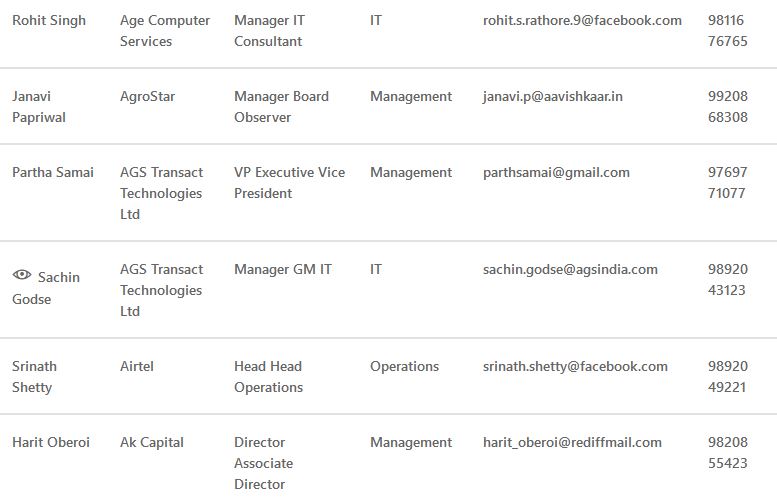 Rohit Singh Age Computer Manager IT IT rohit.s.rathore.9@facebook.com 98116
Services Consultant 76765
Janavi AgroStar Manager Board Management janavi.p@aavishkaar.in 99208
Papriwal Observer 68308
Partha Samai AGS Transact VP Executive Vice Management parthsamai@gmail.com 97697
Technologies President 71077
Ltd
Sachin AGS Transact Manager GM IT IT sachin.godse@agsindia.com 98920
Godse Technologies 43123
Ltd
Srinath Airtel Head Head Operations srinath.shetty@facebook.com 98920
Shetty Operations 49221
Harit Oberoi Ak Capital Director Management harit_oberoi@rediffmail.com 98208
Associate 55423
Director